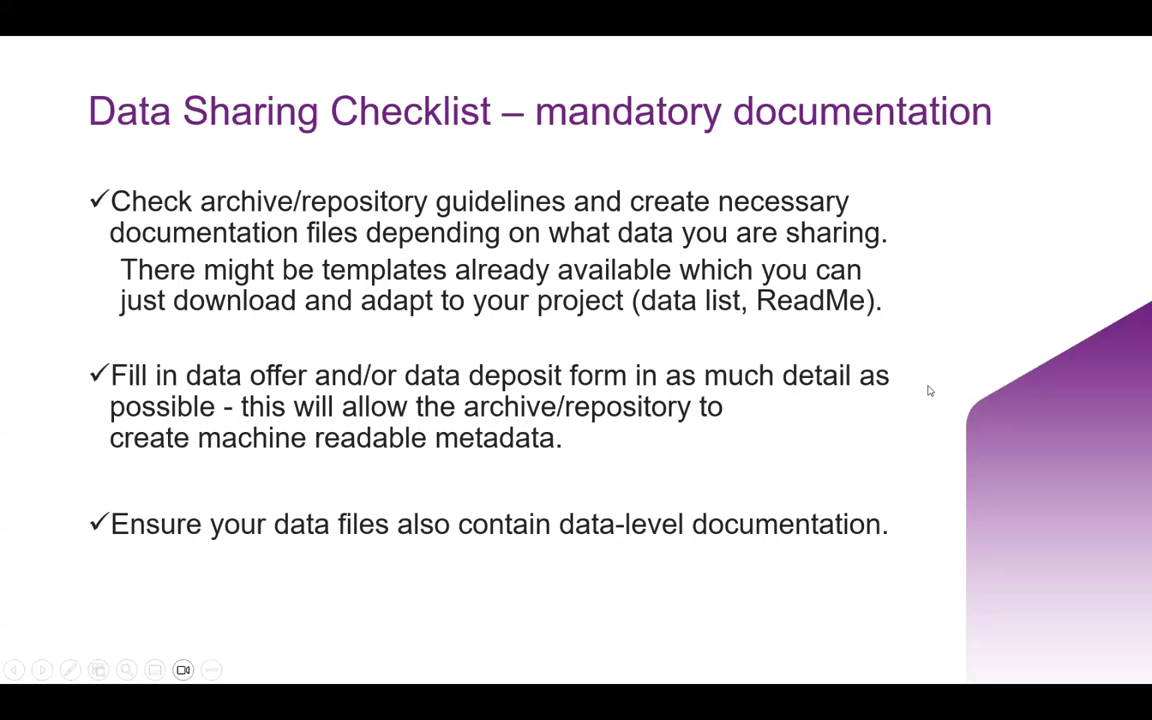 Data Sharing Checklist – mandatory documentation
✓Check archive/repository guidelines and create necessary
documentation files depending on what data you are sharing.
There might be templates already available which you can
just download and adapt to your project (data list, ReadMe).
✓Fill in data offer and/or data deposit form in as much detail as
possible - this will allow the archive/repository to
create machine readable metadata.
✓Ensure your data files also contain data-level documentation.